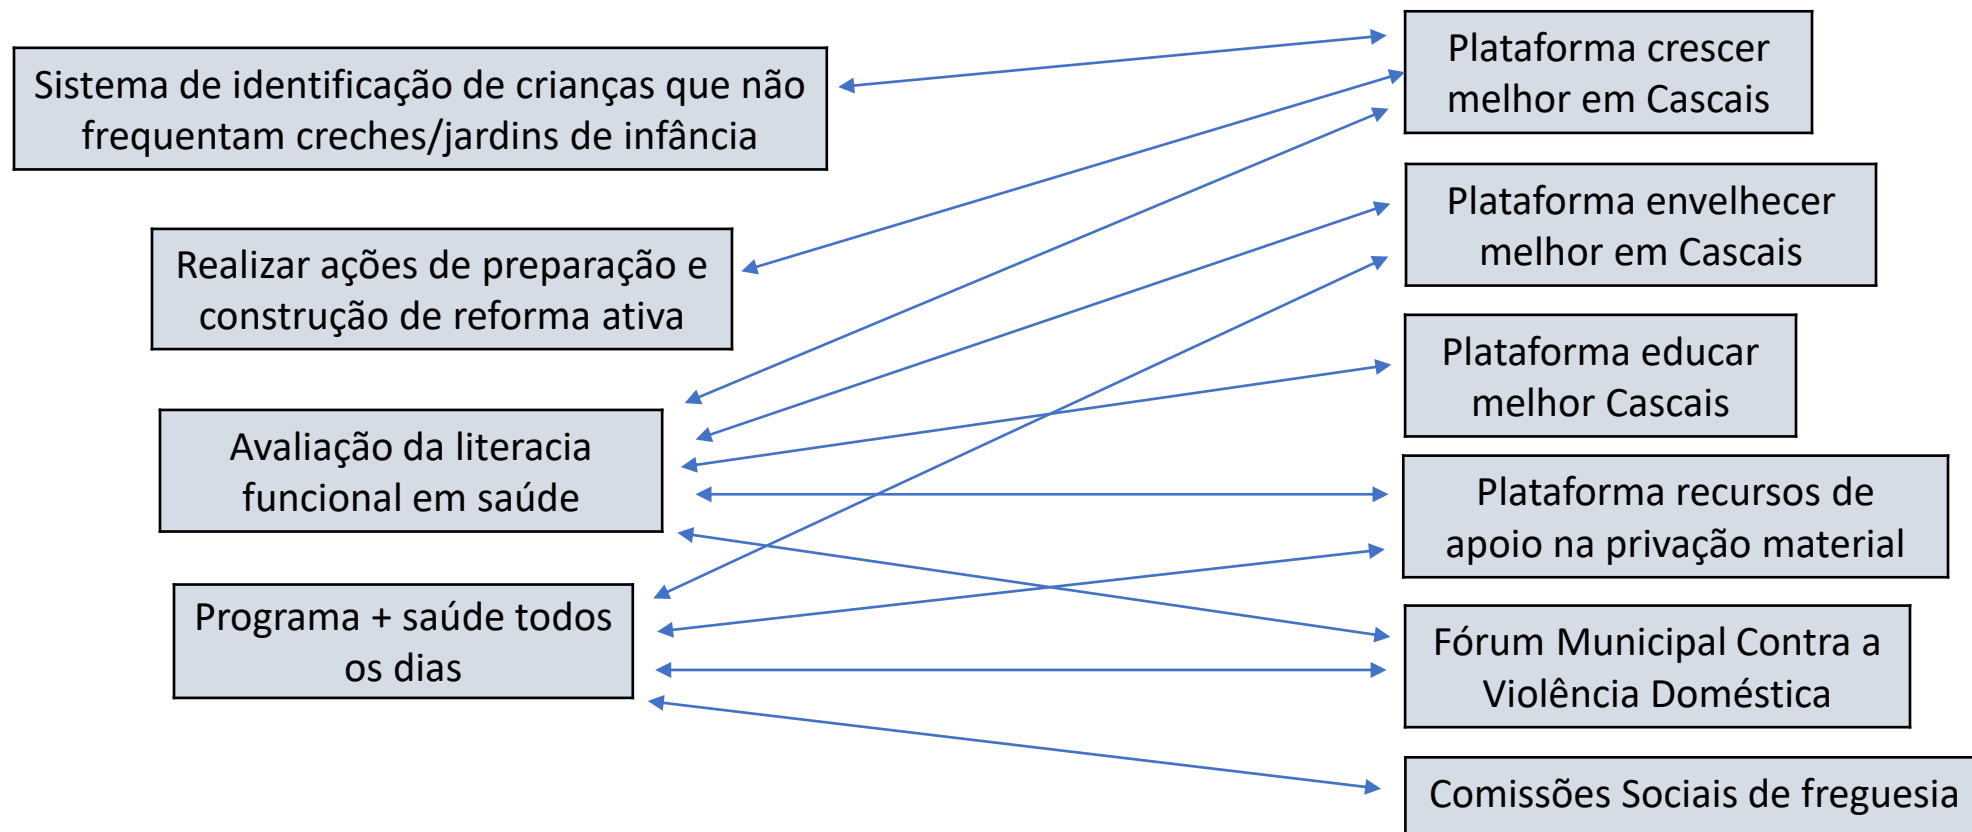 Sistema de identificação de crianças que não
frequentam creches/jardins de infância
Realizar ações de preparação e
construção de reforma ativa
Avaliação da literacia
funcional em saúde
Programa + saúde todos
os dias
Plataforma crescer
melhor em Cascais
Plataforma envelhecer
melhor em Cascais
Plataforma educar
melhor Cascais
Plataforma recursos de
apoio na privação material
Fórum Municipal Contra a
Violência Doméstica
Comissões Sociais de freguesia